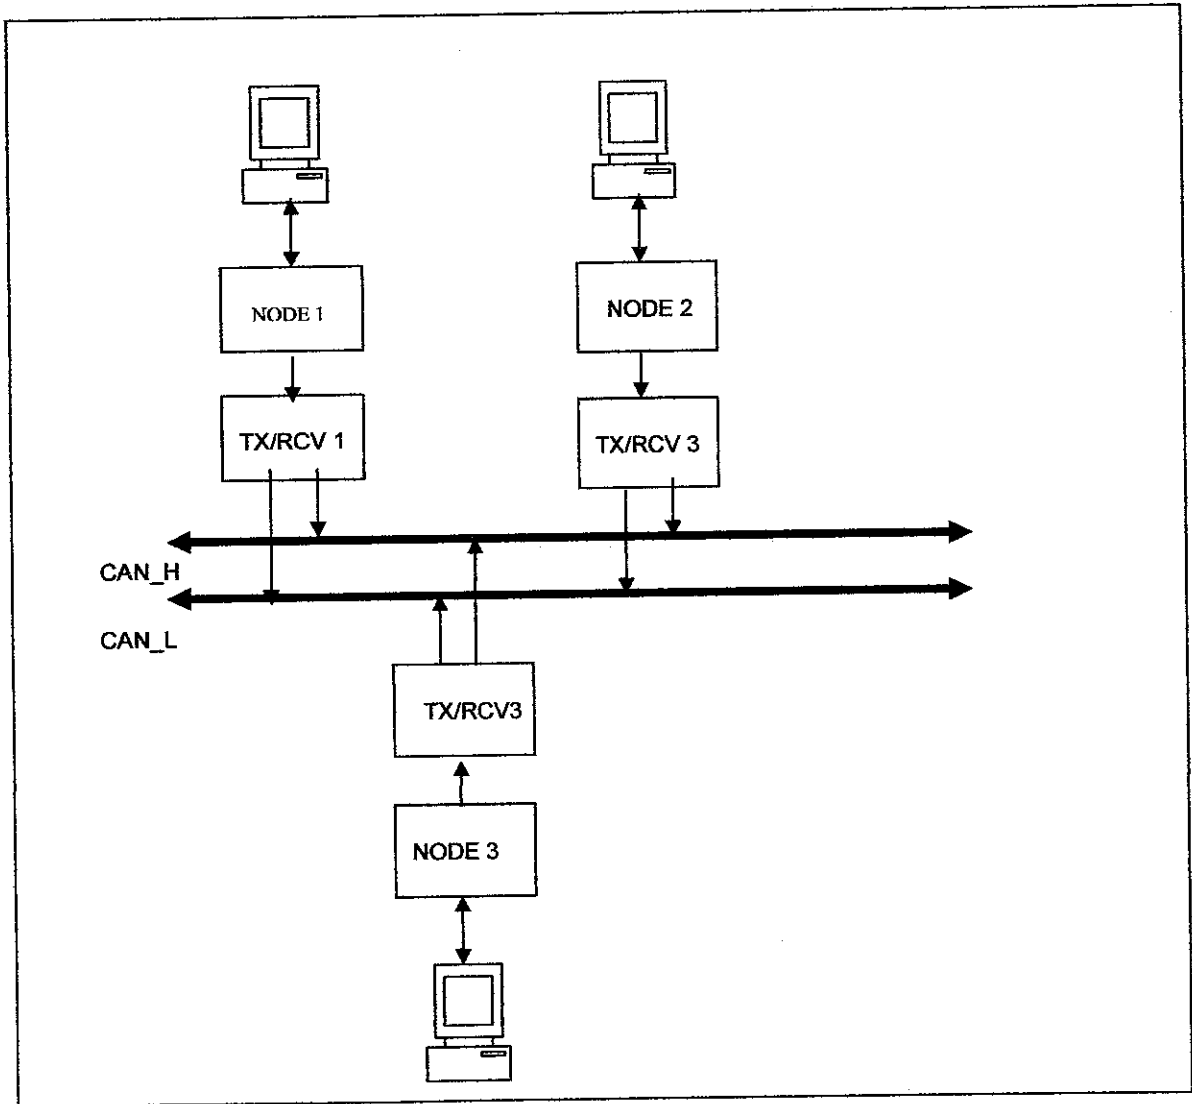 NODE 1
NODE 2
TX/RCV 1
TX/RCV 3
CAN_H
CAN_L
TX/RCV3
NODE 3